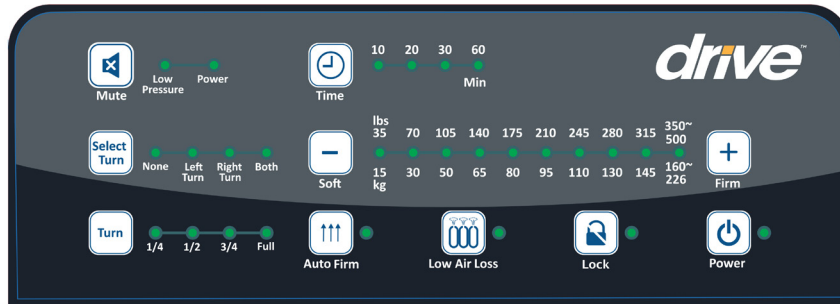 drive™
10 20 30 60
Min
Low Pressure
Power
Mute
Time
lbs
35 70 105 140 175 210 245 280 315 350~500
Select Turn
None
Left Turn
Right Turn
Both
Soft
15 30 50 65 80 95 110 130 145 160~226
kg
Firm
Turn
1/4 1/2 3/4 Full
Auto Firm
Low Air Loss
Lock
Power